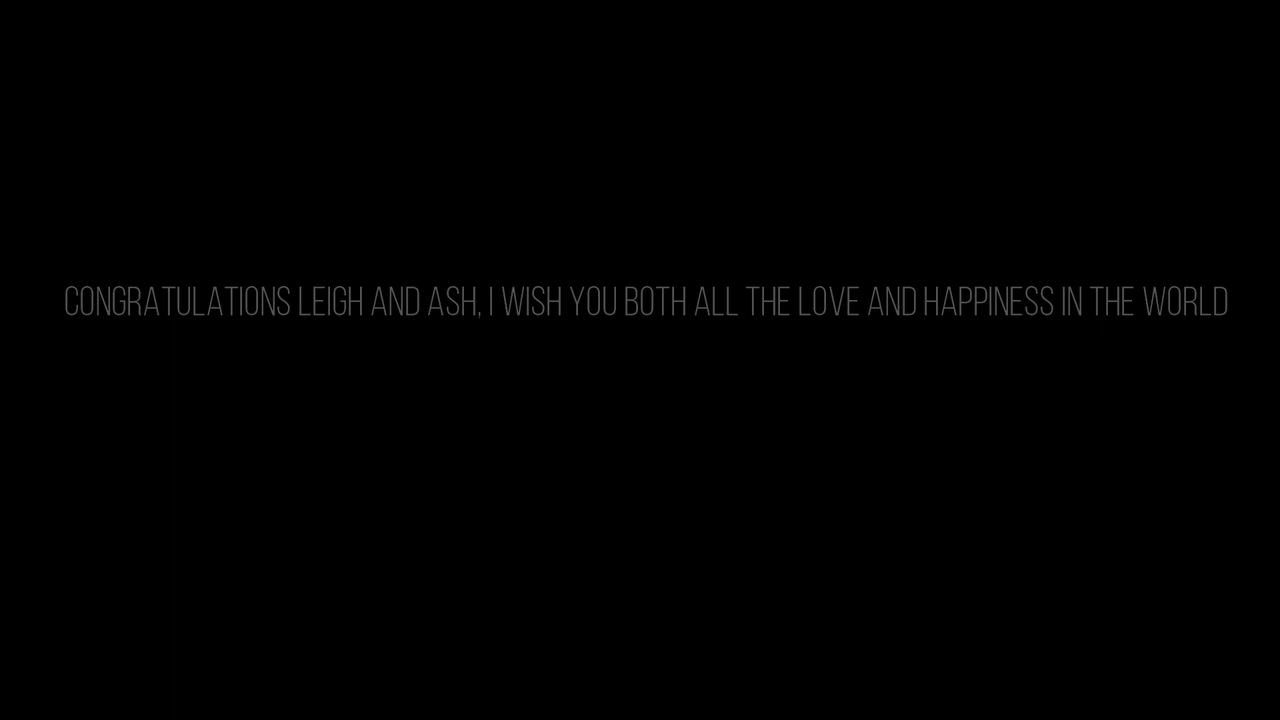 CONGRATULATIONS LEIGH AND ASH, I WISH YOU BOTH ALL THE LOVE AND HAPPINESS IN THE WORLD